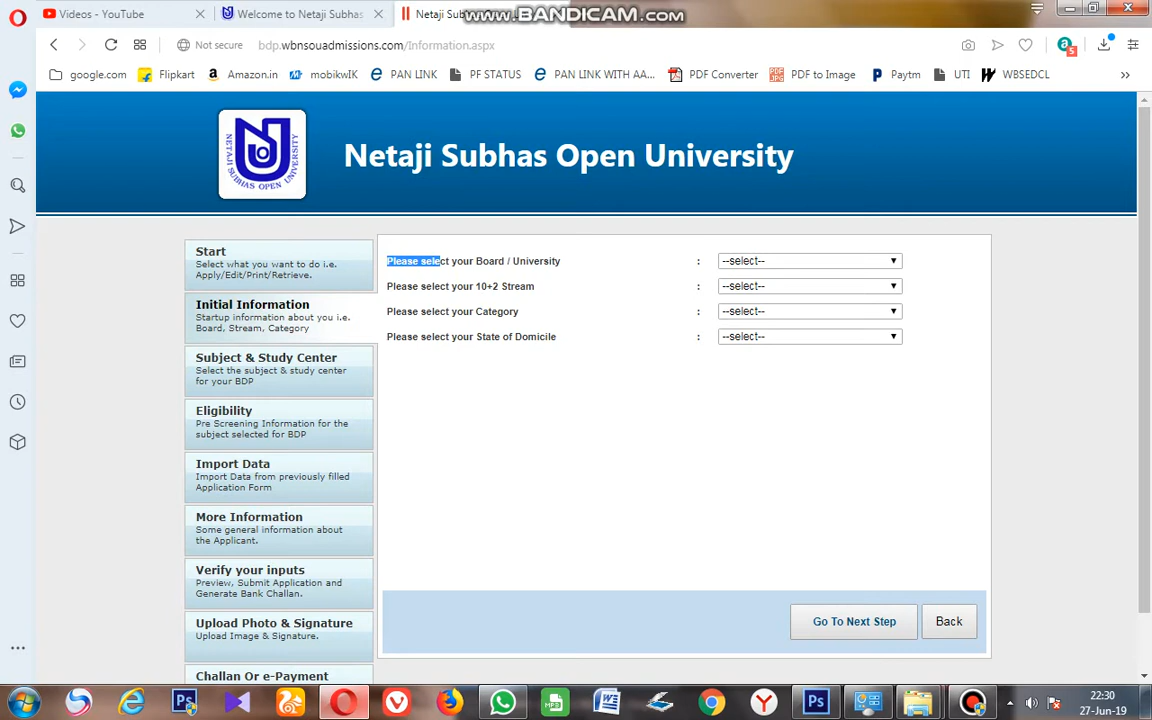 Videos - YouTube
Welcome to Netaji Subhas
Netaji Su
www.BANDICAM.com
Not secure
bdp.wbnsouadmissions.com/Information.aspx
5
google.com
Flipkart
Amazon.in
mobikwIK
PAN LINK
PF STATUS
PAN LINK WITH AA...
PDF Converter
PDF to Image
Paytm
UTI
WBSEDCL
NETAJI SUBHAS OPEN UNIVERSITY
Netaji Subhas Open University
Start
Select what you want to do i.e.
Apply/Edit/Print/Retrieve.
Initial Information
Startup information about you i.e.
Board, Stream, Category
Subject & Study Center
Select the subject & study center
for your BDP
Eligibility
Pre Screening Information for the
subject selected for BDP
Import Data
Import Data from previously filled
Application Form
More Information
Some general information about
the Applicant.
Verify your inputs
Preview, Submit Application and
Generate Bank Challan.
Upload Photo & Signature
Upload Image & Signature.
Challan Or e-Payment
Please select your Board / University : --select--
Please select your 10+2 Stream : --select--
Please select your Category : --select--
Please select your State of Domicile : --select--
Go To Next Step
Back
22:30
27-Jun-19